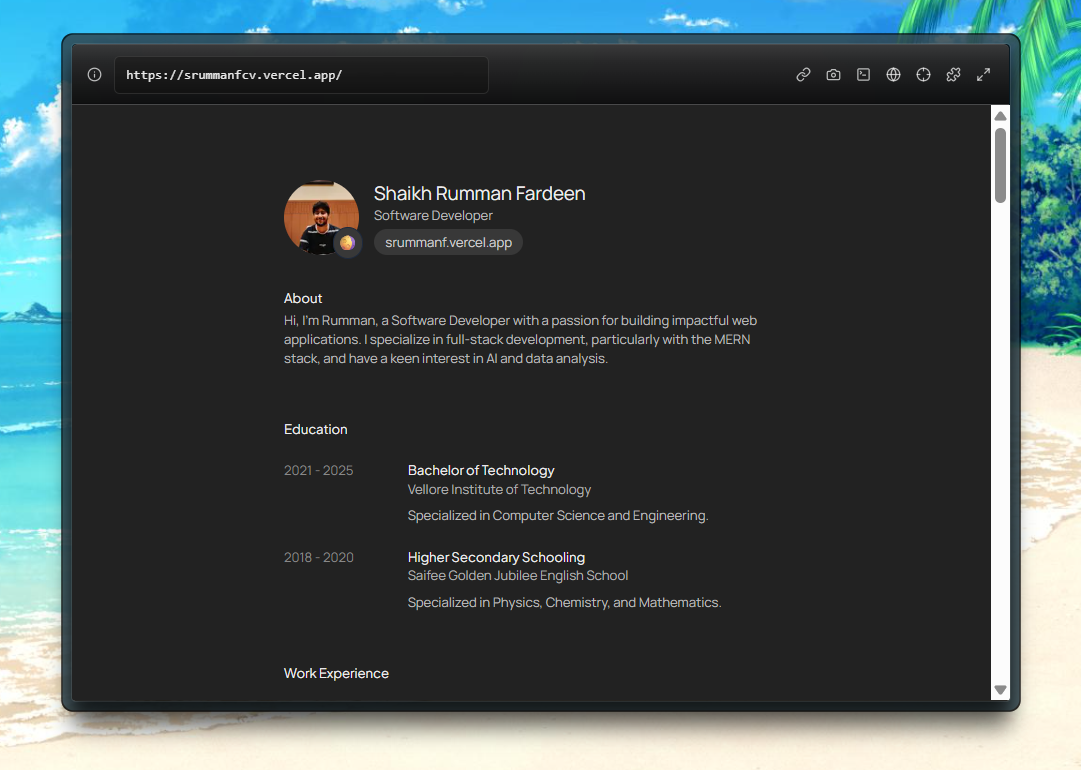 https://srummanfcv.vercel.app/
Shaikh Rumman Fardeen
Software Developer
srummanf.vercel.app
About
Hi, I'm Rumman, a Software Developer with a passion for building impactful web
applications. I specialize in full-stack development, particularly with the MERN
stack, and have a keen interest in AI and data analysis.
Education
2021 - 2025
Bachelor of Technology
Vellore Institute of Technology
Specialized in Computer Science and Engineering.
2018 - 2020
Higher Secondary Schooling
Saifee Golden Jubilee English School
Specialized in Physics, Chemistry, and Mathematics.
Work Experience